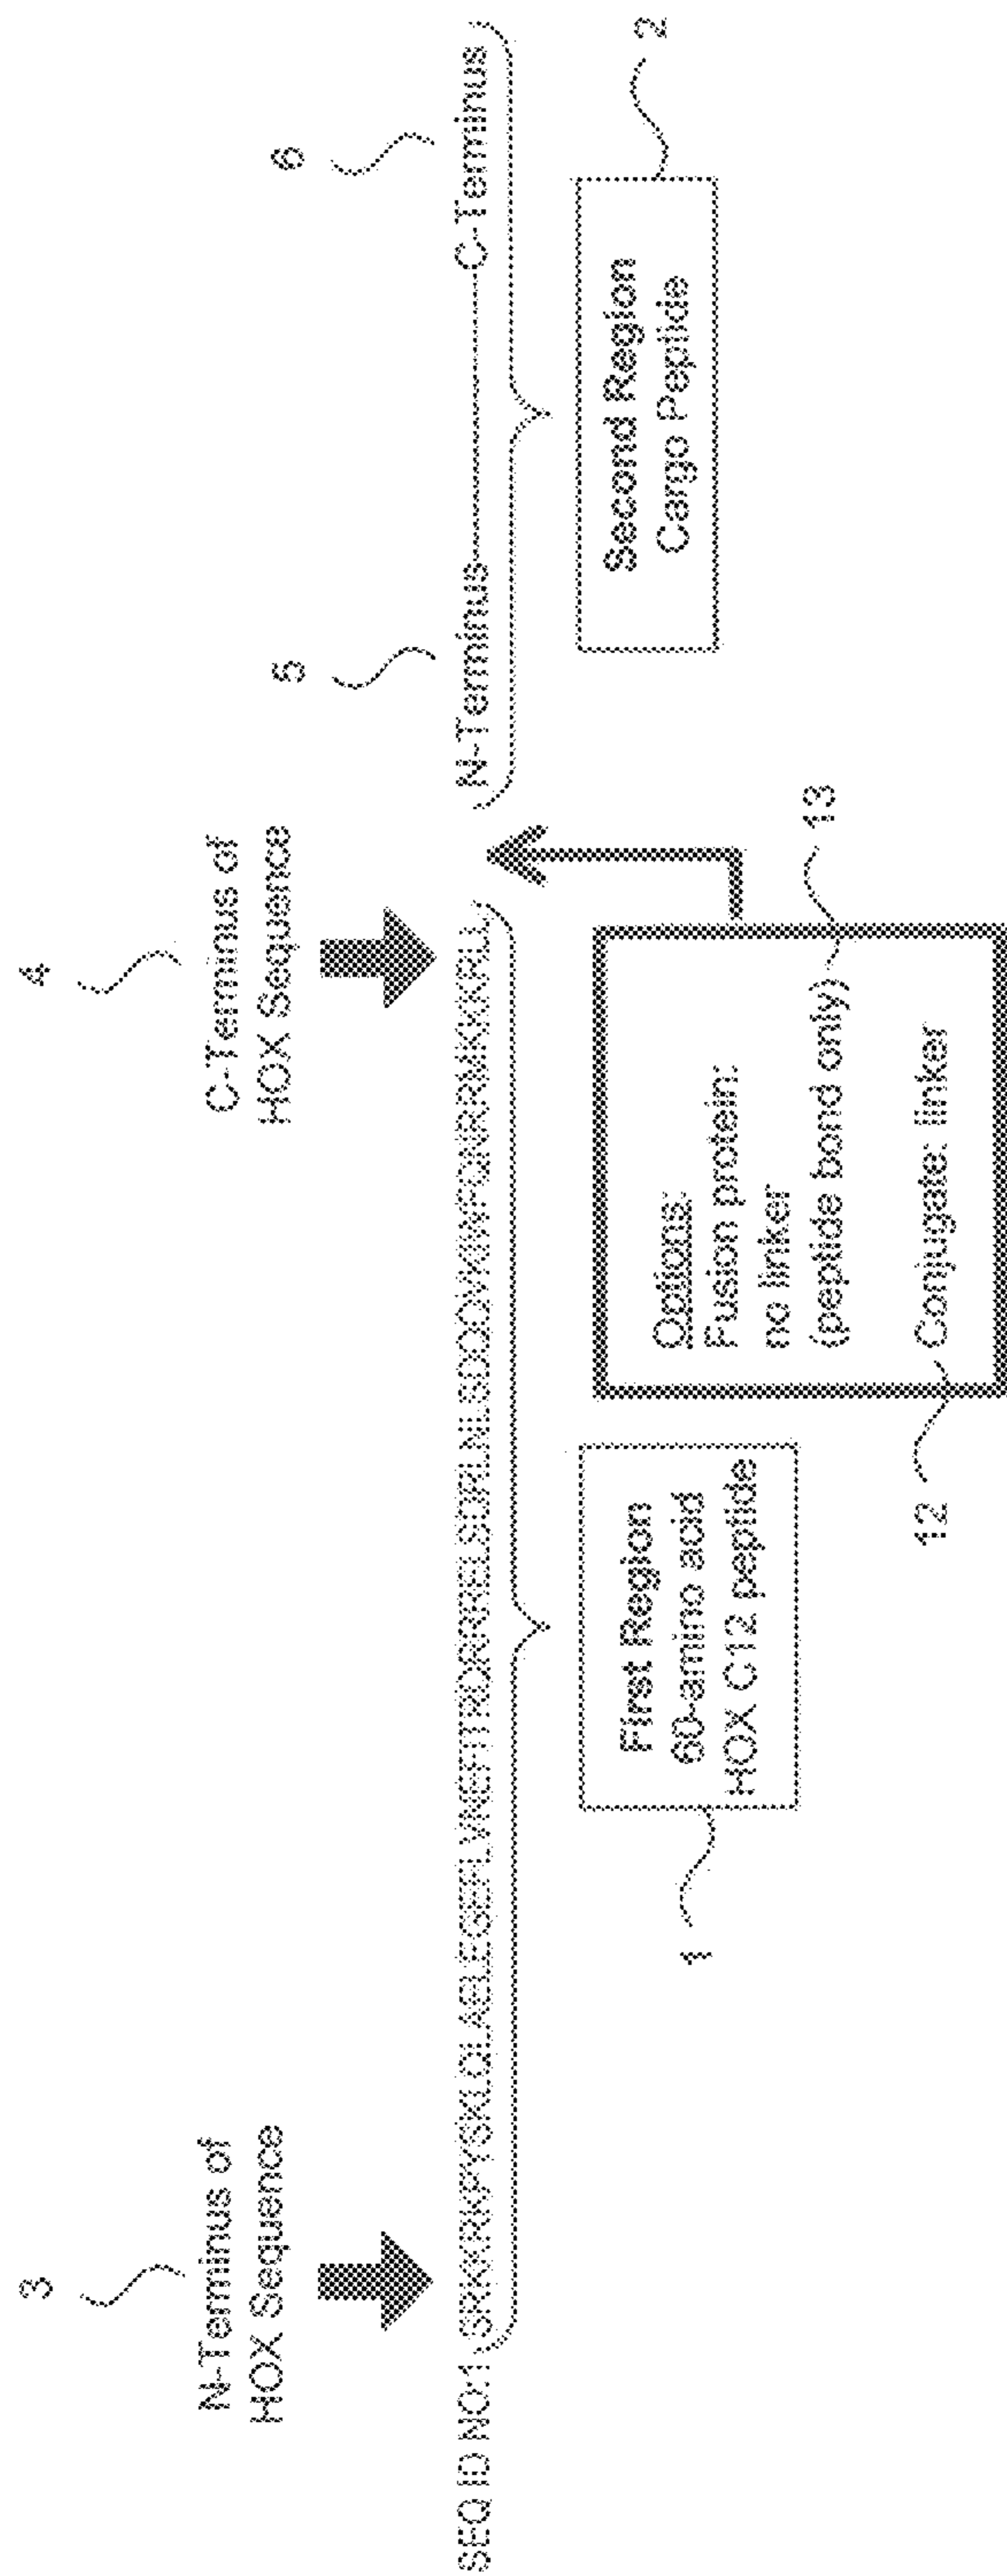 3
N-Terminus of
HOX Sequence
4
C-Terminus of
HOX Sequence
5
6
SEQ ID NO:1 SRKKRKPYSKLQLAELEGEFLVNEFITRQRRRELSDRLNLSDQQVKIWFQNRRMKKKRLL
N-Terminus C-Terminus
First Region
60-amino acid
HOX C12 peptide
1
Options:
Fusion protein:
no linker
(peptide bond only)
13
Conjugate: linker
12
Second Region
Cargo Peptide
2